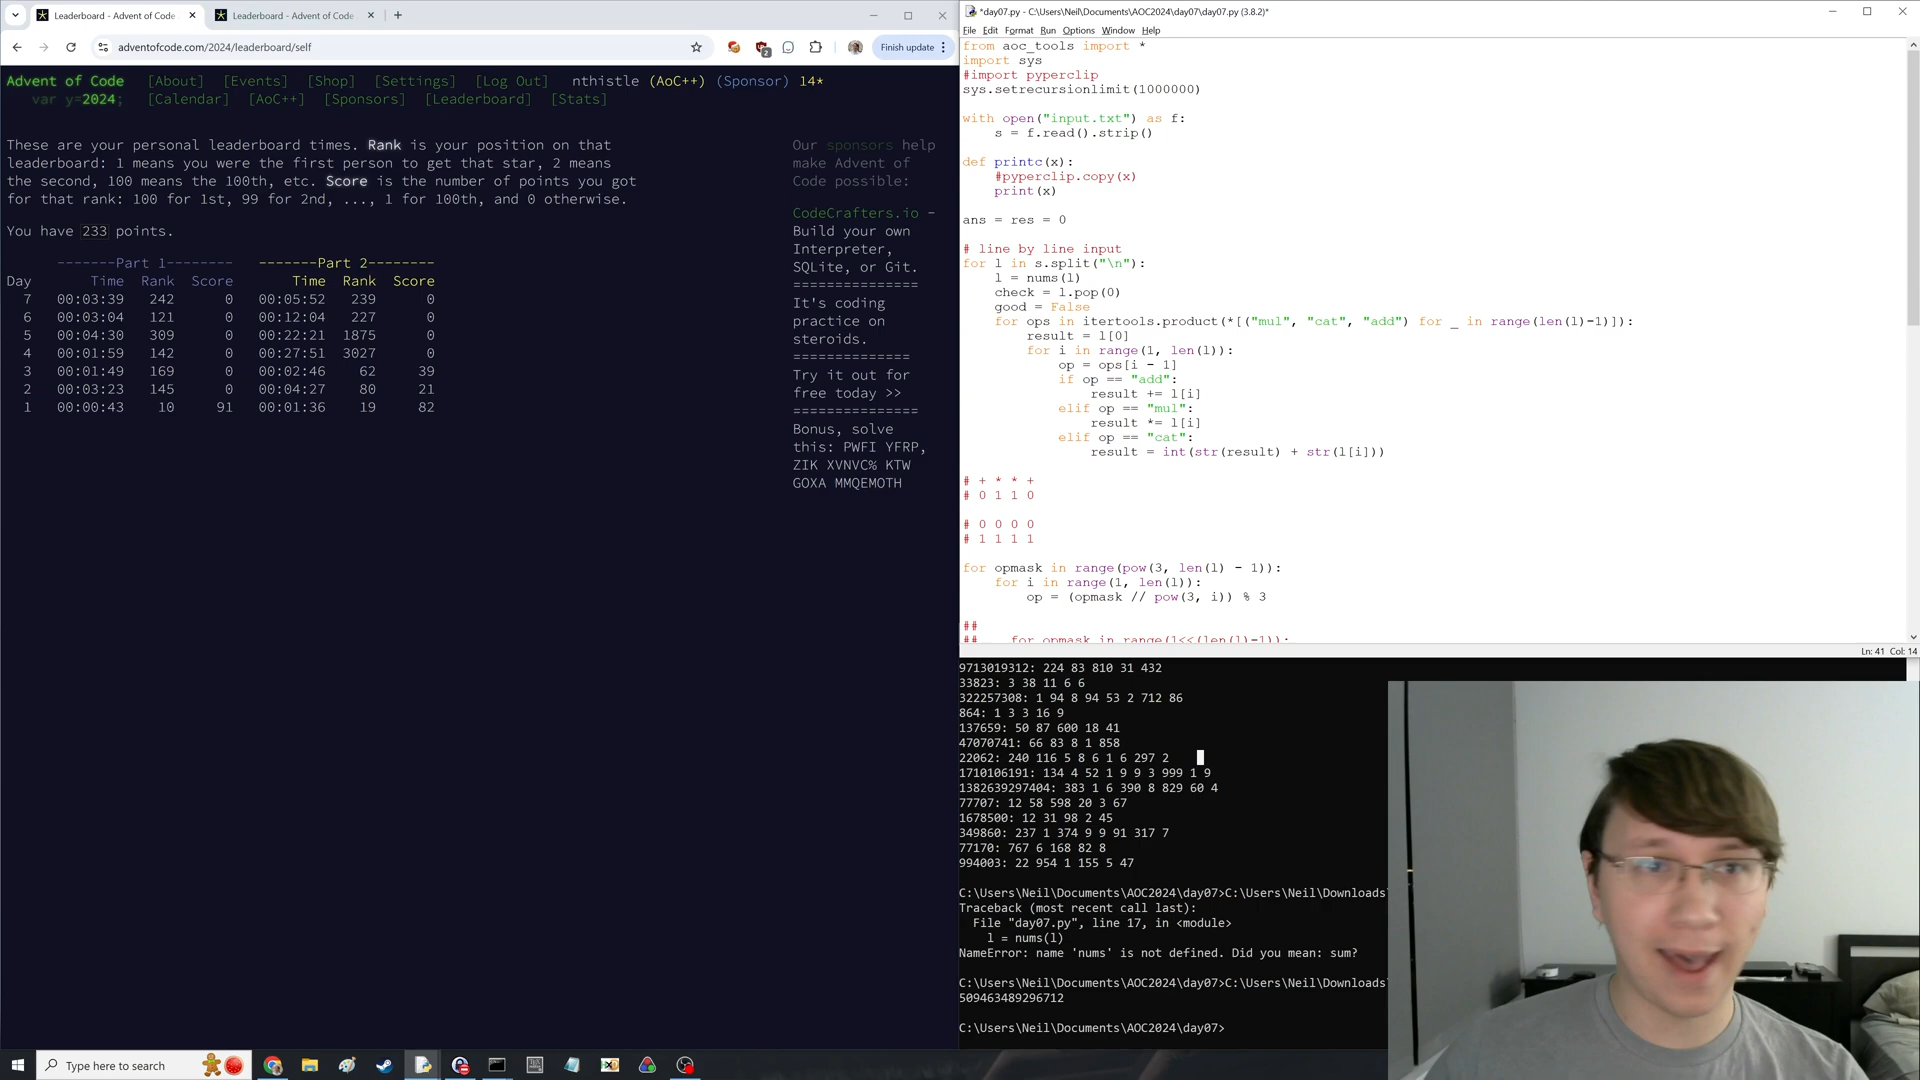 Leaderboard - Advent of Code
Leaderboard - Advent of Code
adventofcode.com/2024/leaderboard/self
Finish update
Advent of Code [About] [Events] [Shop] [Settings] [Log Out] nthistle (AoC++) (Sponsor) 14*
var y=2024; [Calendar] [AoC++] [Sponsors] [Leaderboard] [Stats]
These are your personal leaderboard times. Rank is your position on that
leaderboard: 1 means you were the first person to get that star, 2 means
the second, 100 means the 100th, etc. Score is the number of points you got
for that rank: 100 for 1st, 99 for 2nd, ..., 1 for 100th, and 0 otherwise.
You have 233 points.
-------Part 1-------- -------Part 2--------
Day Time Rank Score Time Rank Score
7 00:03:39 242 0 00:05:52 239 0
6 00:03:04 121 0 00:12:04 227 0
5 00:04:30 309 0 00:22:21 1875 0
4 00:01:59 142 0 00:27:51 3027 0
3 00:01:49 169 0 00:02:46 62 39
2 00:03:23 145 0 00:04:27 80 21
1 00:00:43 10 91 00:01:36 19 82
Our sponsors help
make Advent of
Code possible:
CodeCrafters.io -
Build your own
Interpreter,
SQLite, or Git.
===============
It's coding
practice on
steroids.
==============
Try it out for
free today >>
===============
Bonus, solve
this: PWFI YFRP,
ZIK XVNVC% KTW
GOXA MMQEMOTH
*day07.py - C:\Users\Neil\Documents\AOC2024\day07\day07.py (3.8.2)*
File Edit Format Run Options Window Help
from aoc_tools import *
import sys
#import pyperclip
sys.setrecursionlimit(1000000)
with open("input.txt") as f:
s = f.read().strip()
def printc(x):
#pyperclip.copy(x)
print(x)
ans = res = 0
# line by line input
for l in s.split("\n"):
l = nums(l)
check = l.pop(0)
good = False
for ops in itertools.product(*[("mul", "cat", "add") for _ in range(len(l)-1)]):
result = l[0]
for i in range(1, len(l)):
op = ops[i - 1]
if op == "add":
result += l[i]
elif op == "mul":
result *= l[i]
elif op == "cat":
result = int(str(result) + str(l[i]))
# + * * +
# 0 1 1 0
# 0 0 0 0
# 1 1 1 1
for opmask in range(pow(3, len(l) - 1)):
for i in range(1, len(l)):
op = (opmask // pow(3, i)) % 3
##
## for opmask in range(1<<(len(l)-1)):
Ln: 41 Col: 14
9713019312: 224 83 810 31 432
33823: 3 38 11 6 6
322257308: 1 94 8 94 53 2 712 86
864: 1 3 3 16 9
137659: 50 87 600 18 41
47070741: 66 83 8 1 858
22062: 240 116 5 8 6 1 6 297 2
1710106191: 134 4 52 1 9 9 3 999 1 9
1382639297404: 383 1 6 390 8 829 60 4
77707: 12 58 598 20 3 67
1678500: 12 31 98 2 45
349860: 237 1 374 9 9 91 317 7
77170: 767 6 168 82 8
994003: 22 954 1 155 5 47
C:\Users\Neil\Documents\AOC2024\day07>C:\Users\Neil\Downloads
Traceback (most recent call last):
File "day07.py", line 17, in <module>
l = nums(l)
NameError: name 'nums' is not defined. Did you mean: sum?
C:\Users\Neil\Documents\AOC2024\day07>C:\Users\Neil\Downloads
509463489296712
C:\Users\Neil\Documents\AOC2024\day07>
Type here to search